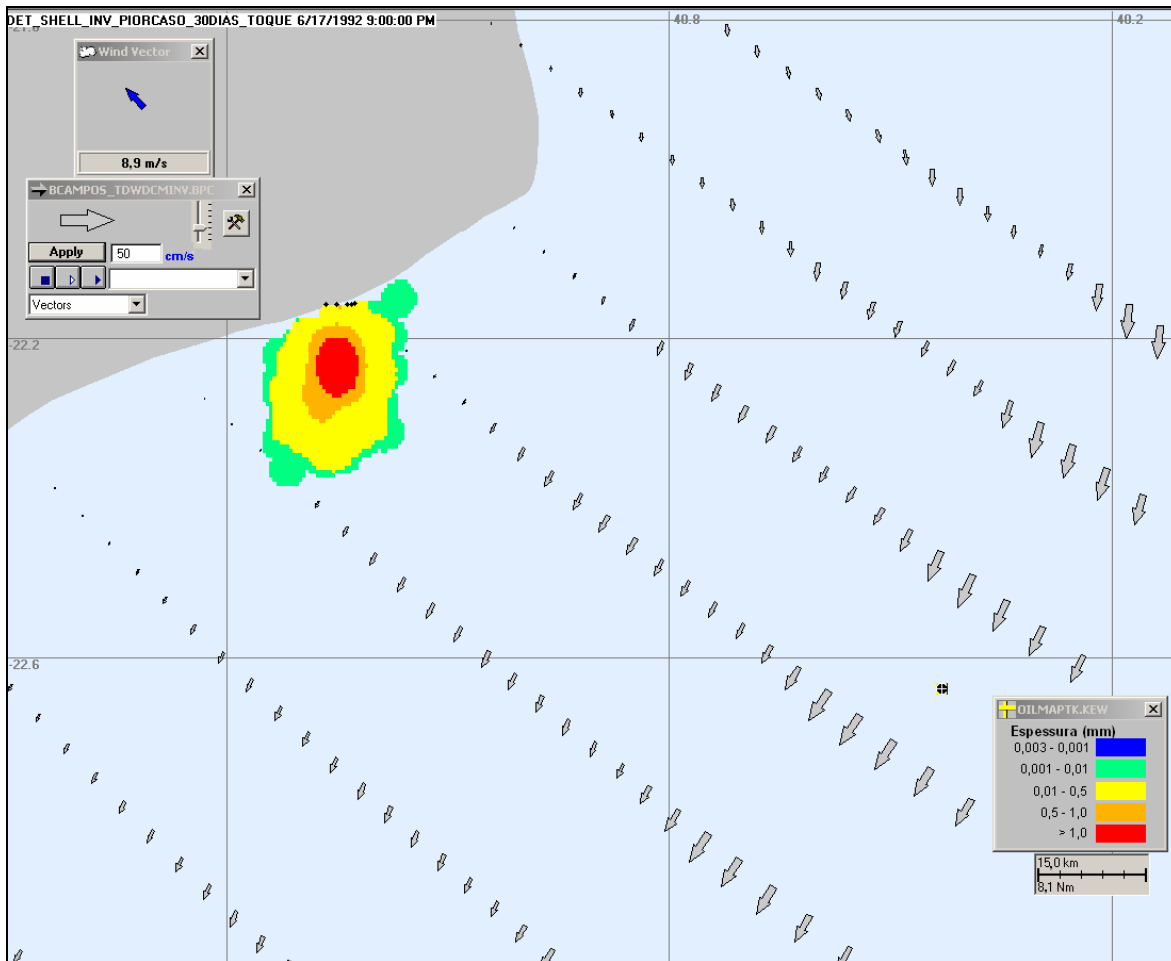 DET_SHELL_INV_PIORCASO_30DIAS_TOQUE 6/17/1992 9:00:00 PM
40.8
40.2
Wind Vector
8,9 m/s
BCAMPOS_TDWDCMINV.BPC
Apply
50
cm/s
Vectors
-22.2
-22.6
OILMAPTK.KEW
Espessura (mm)
0,003 - 0,001
0,001 - 0,01
0,01 - 0,5
0,5 - 1,0
> 1,0
15,0 km
8,1 Nm